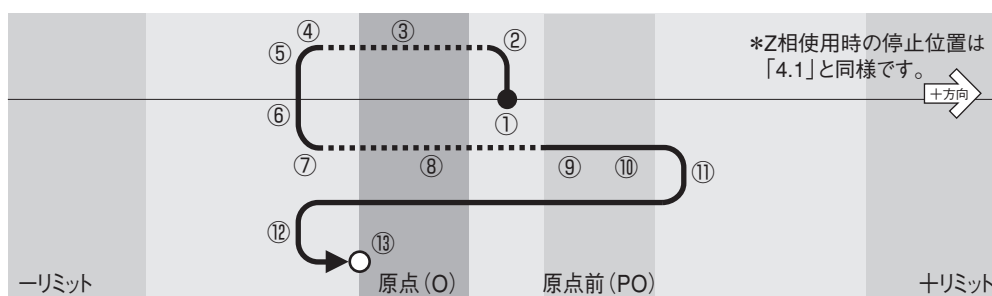 ④ ③ ②
⑤
*Z相使用時の停止位置は
「4.1」と同様です。
+方向
⑥ ①
⑦ ⑧ ⑨ ⑩ ⑪
⑫ ⑬
−リミット 原点(O) 原点前(PO) +リミット